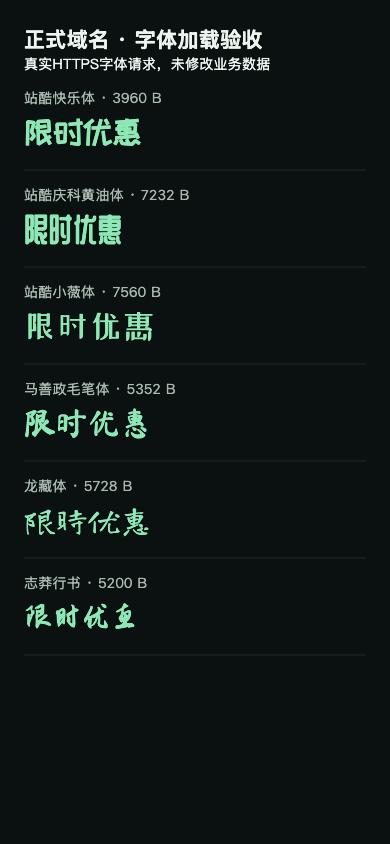 正式域名 · 字体加载验收
真实HTTPS字体请求，未修改业务数据
站酷快乐体 · 3960 B
限时优惠
站酷庆科黄油体 · 7232 B
限时优惠
站酷小薇体 · 7560 B
限时优惠
马善政毛笔体 · 5352 B
限时优惠
龙藏体 · 5728 B
限時优惠
志莽行书 · 5200 B
限时优惠